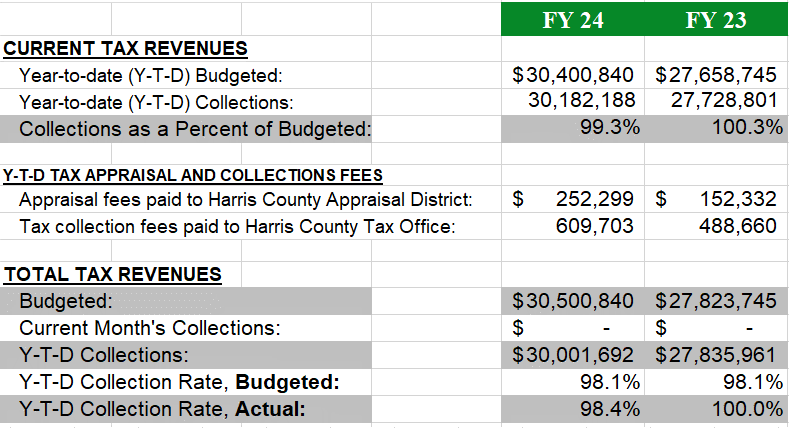 FY 24 FY 23
CURRENT TAX REVENUES
Year-to-date (Y-T-D) Budgeted: $30,400,840 $27,658,745
Year-to-date (Y-T-D) Collections: 30,182,188 27,728,801
Collections as a Percent of Budgeted: 99.3% 100.3%
Y-T-D TAX APPRAISAL AND COLLECTIONS FEES
Appraisal fees paid to Harris County Appraisal District: $ 252,299 $ 152,332
Tax collection fees paid to Harris County Tax Office: 609,703 488,660
TOTAL TAX REVENUES
Budgeted: $30,500,840 $27,823,745
Current Month's Collections: $ - $ -
Y-T-D Collections: $30,001,692 $27,835,961
Y-T-D Collection Rate, Budgeted: 98.1% 98.1%
Y-T-D Collection Rate, Actual: 98.4% 100.0%